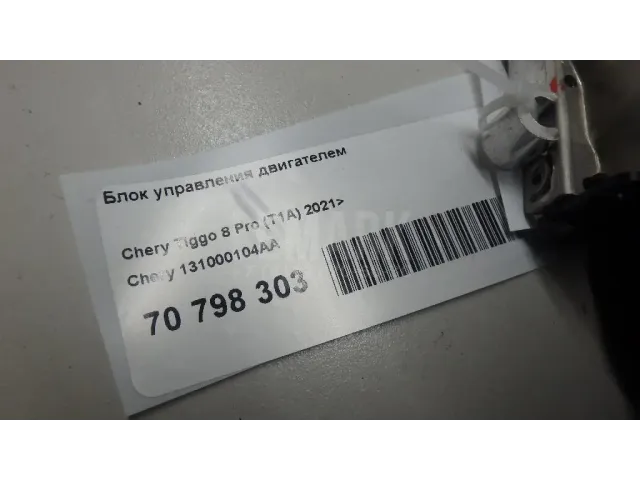 Блок управления двигателем
Chery Tiggo 8 Pro (T1A) 2021>
Chery 131000104AA
70 798 303